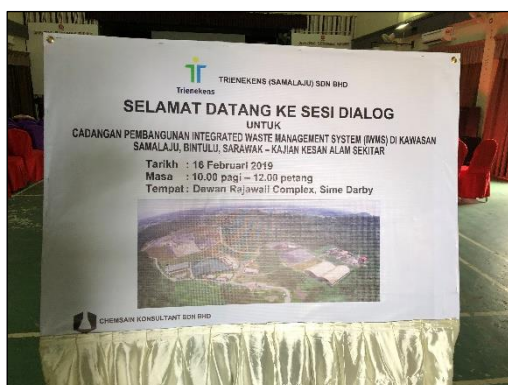 Trienekens
TRIENEKENS (SAMALAJU) SDN BHD
SELAMAT DATANG KE SESI DIALOG
UNTUK
CADANGAN PEMBANGUNAN INTEGRATED WASTE MANAGEMENT SYSTEM (IWMS) DI KAWASAN
SAMALAJU, BINTULU, SARAWAK – KAJIAN KESAN ALAM SEKITAR
Tarikh : 16 Februari 2019
Masa : 10.00 pagi – 12.00 petang
Tempat : Dewan Rajawali Complex, Sime Darby
CHEMSAIN KONSULTANT SDN BHD